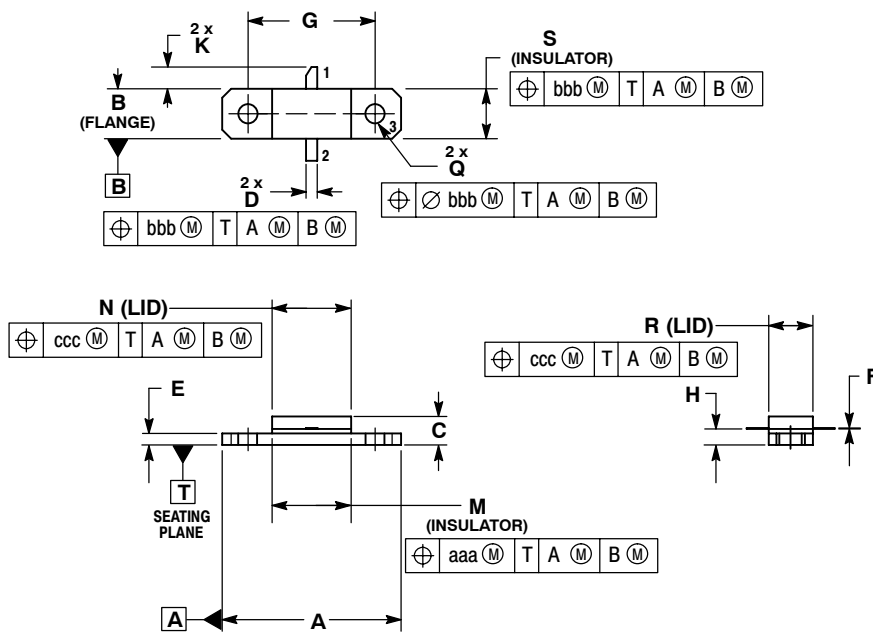 G
2 x
K
S
(INSULATOR)
⌖ bbb Ⓜ T A Ⓜ B Ⓜ
1
B
(FLANGE)
3
2
B
2 x
D
2 x
Q
⌖ ∅ bbb Ⓜ T A Ⓜ B Ⓜ
⌖ bbb Ⓜ T A Ⓜ B Ⓜ
N (LID)
⌖ ccc Ⓜ T A Ⓜ B Ⓜ
R (LID)
⌖ ccc Ⓜ T A Ⓜ B Ⓜ
E
C
H
F
T
SEATING
PLANE
M
(INSULATOR)
⌖ aaa Ⓜ T A Ⓜ B Ⓜ
A
A